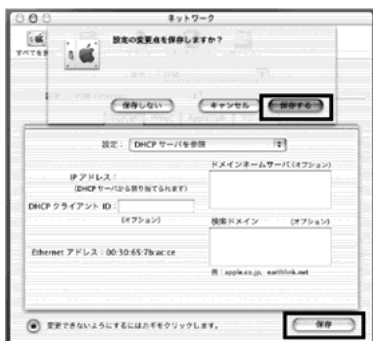 ネットワーク
設定の変更点を保存しますか？
すべてを表
保存しない
キャンセル
保存する
設定： DHCP サーバを参照
ドメインネームサーバ (オプション)
IP アドレス：
(DHCP サーバから割り当てられます)
DHCP クライアント ID：
(オプション)
検索ドメイン (オプション)
Ethernet アドレス：00:30:65:7b:ac:ce
例：apple.co.jp、earthlink.net
変更できないようにするにはカギをクリックします。
保存